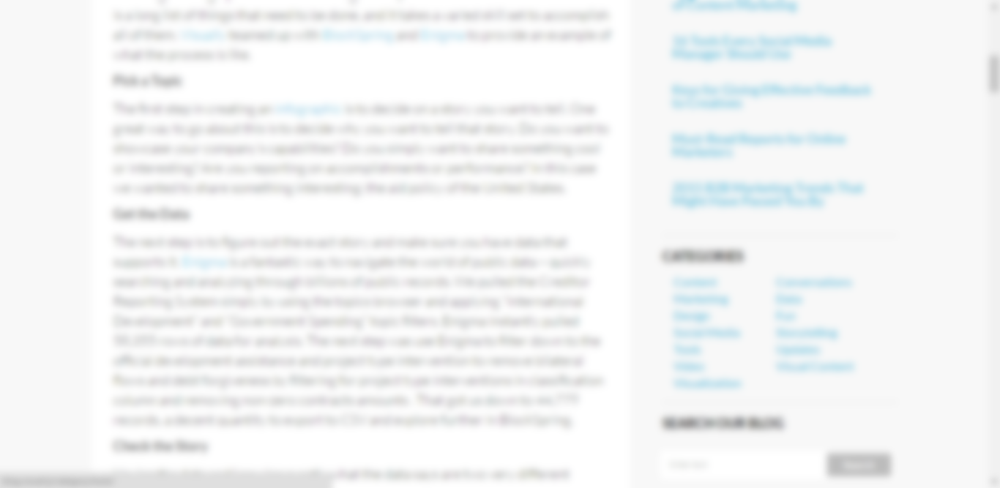 is a long list of things that need to be done, and it takes a varied skill set to accomplish
all of them. Visually teamed up with BlockSpring and Enigma to provide an example of
what the process is like.
Pick a Topic
The first step in creating an infographic is to decide on a story you want to tell. One
great way to go about this is to decide why you want to tell that story. Do you want to
showcase your company's capabilities? Do you simply want to share something cool
or interesting? Are you reporting on accomplishments or performance? In this case
we wanted to share something interesting: the aid policy of the United States.
Get the Data
The next step is to figure out the exact story and make sure you have data that
supports it. Enigma is a fantastic way to navigate the world of public data – quickly
searching and analyzing through billions of public records. We pulled the Creditor
Reporting System simply by using the topics browser and applying "International
Development" and "Government Spending" topic filters. Enigma instantly pulled
rows of data for analysis. The next step was use Enigma to filter down to the
official development assistance and project type intervention to remove bilateral
flows and debt forgiveness by filtering for project type interventions in classification
column and removing non-zero contracts amounts. That got us down to
records, a decent quantity to export to CSV and explore further in BlockSpring.
Check the Story
what the data says are two very different
of Content Marketing
16 Tools Every Social Media
Manager Should Use
Keys for Giving Effective Feedback
to Creatives
Must-Read Reports for Online
Marketers
2015 B2B Marketing Trends That
Might Have Passed You By
CATEGORIES
Content
Conversations
Marketing
Data
Design
Fun
Social Media
Storytelling
Tools
Updates
Video
Visual Content
Visualization
SEARCH OUR BLOG
Search